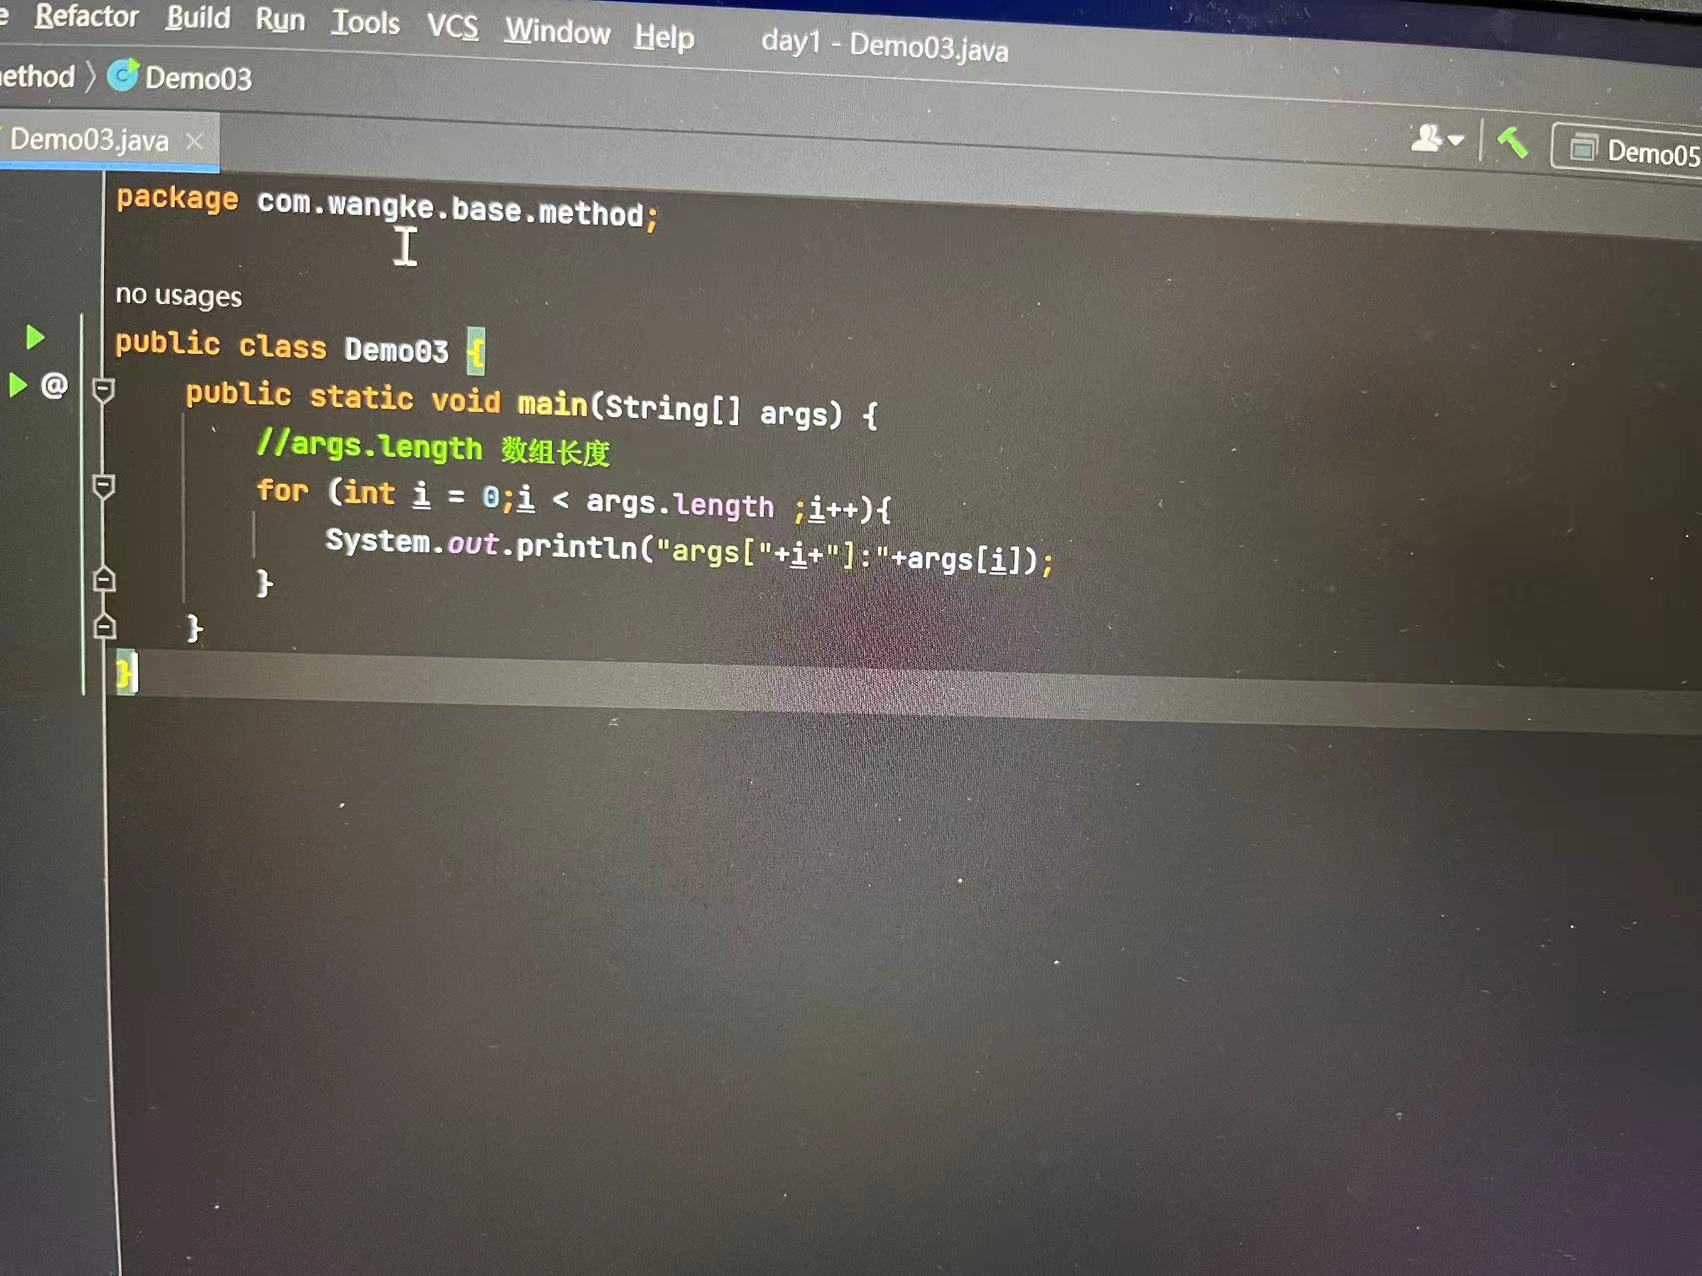 Refactor Build Run Tools VCS Window Help day1 - Demo03.java
ethod Demo03
Demo03.java
Demo05
package com.wangke.base.method;
no usages
public class Demo03 {
@ public static void main(String[] args) {
//args.length 数组长度
for (int i = 0;i < args.length ;i++){
System.out.println("args["+i+"]:"+args[i]);
}
}
}